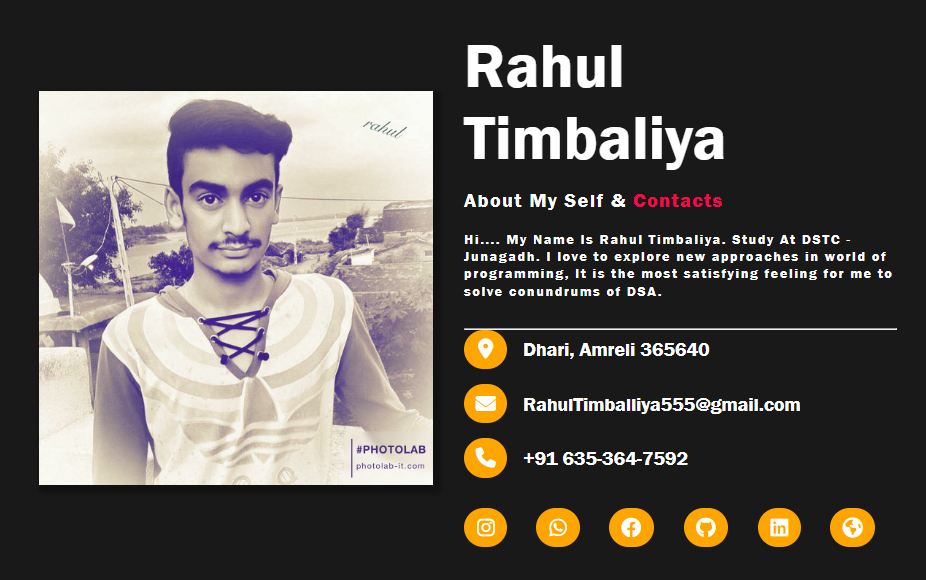 Rahul
Timbaliya
About My Self & Contacts
Hi.... My Name Is Rahul Timbaliya. Study At DSTC -
Junagadh. I love to explore new approaches in world of
programming, It is the most satisfying feeling for me to
solve conundrums of DSA.
Dhari, Amreli 365640
RahulTimballiya555@gmail.com
+91 635-364-7592
rahul
#PHOTOLAB
photolab-it.com